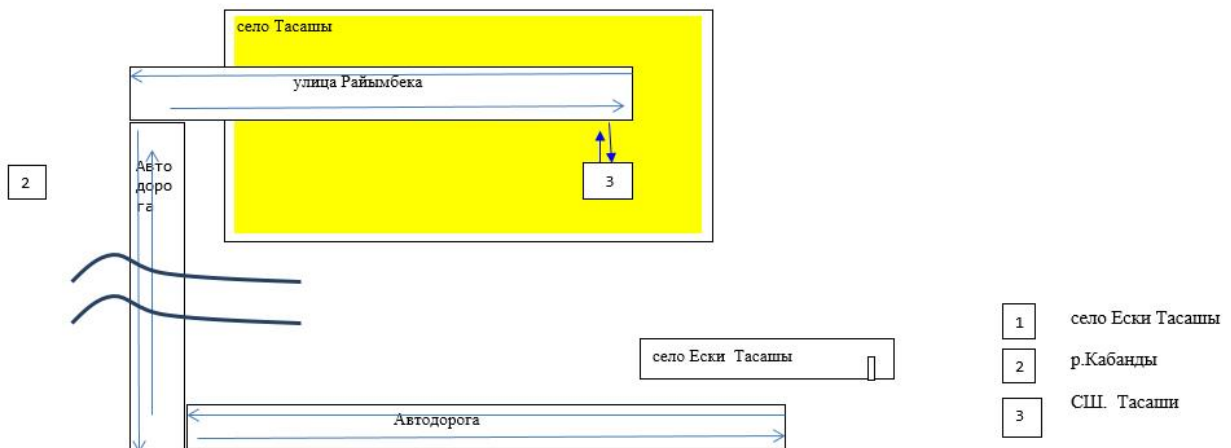 село Тасашы
улица Райымбека
Авто
доро
га
2
3
село Ески Тасашы
Автодорога
1 село Ески Тасашы
2 р.Кабанды
3 СШ. Тасаши